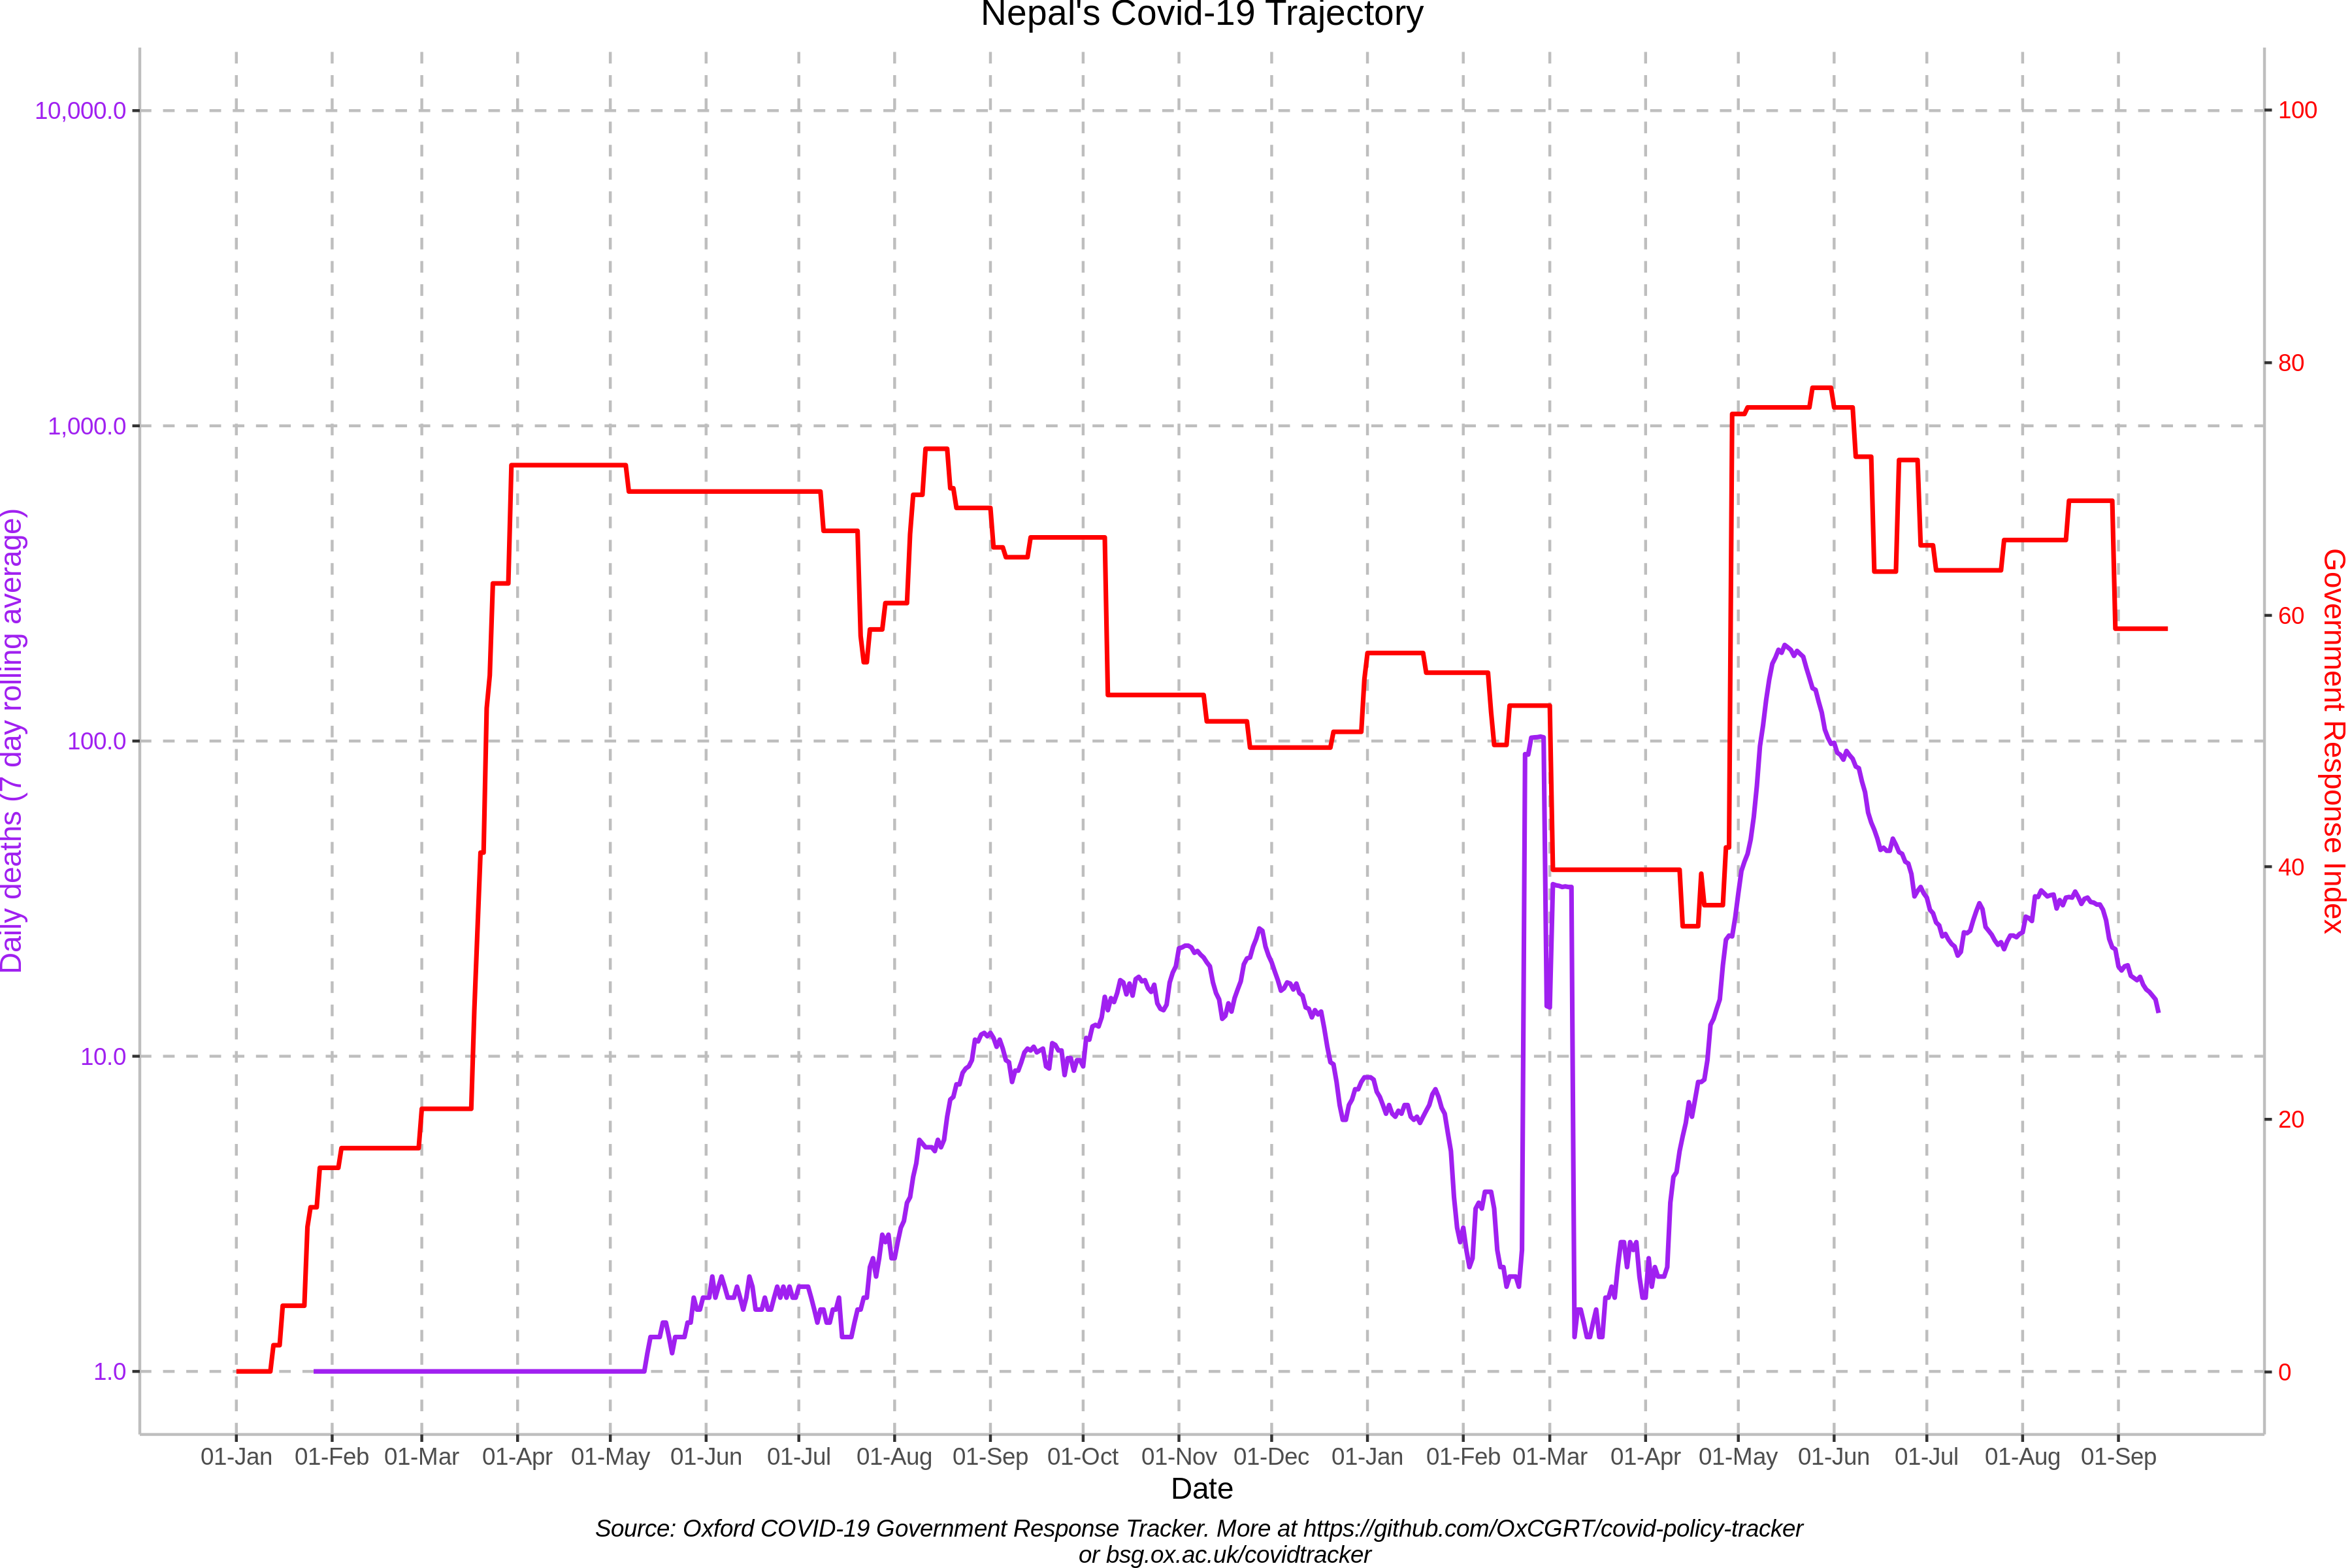 Nepal's Covid-19 Trajectory
10,000.0
1,000.0
100.0
10.0
1.0
Daily deaths (7 day rolling average)
100
80
60
40
20
0
Government Response Index
01-Jan 01-Feb 01-Mar 01-Apr 01-May 01-Jun 01-Jul 01-Aug 01-Sep 01-Oct 01-Nov 01-Dec 01-Jan 01-Feb 01-Mar 01-Apr 01-May 01-Jun 01-Jul 01-Aug 01-Sep
Date
Source: Oxford COVID-19 Government Response Tracker. More at https://github.com/OxCGRT/covid-policy-tracker
or bsg.ox.ac.uk/covidtracker